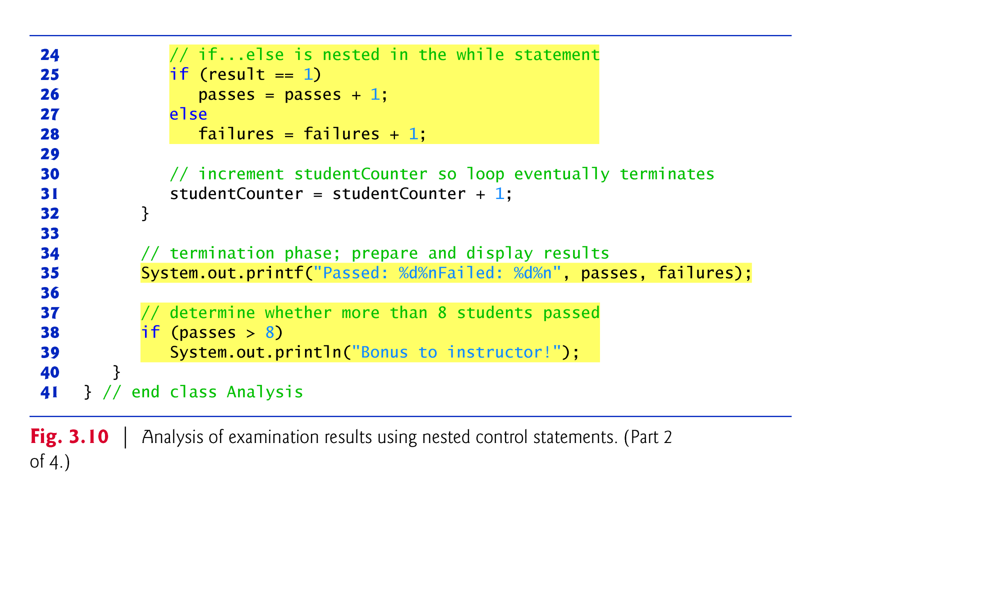 24 // if...else is nested in the while statement
25 if (result == 1)
26 passes = passes + 1;
27 else
28 failures = failures + 1;
29
30 // increment studentCounter so loop eventually terminates
31 studentCounter = studentCounter + 1;
32 }
33
34 // termination phase; prepare and display results
35 System.out.printf("Passed: %d%nFailed: %d%n", passes, failures);
36
37 // determine whether more than 8 students passed
38 if (passes > 8)
39 System.out.println("Bonus to instructor!");
40 }
41 } // end class Analysis
Fig. 3.10 | Analysis of examination results using nested control statements. (Part 2
of 4.)